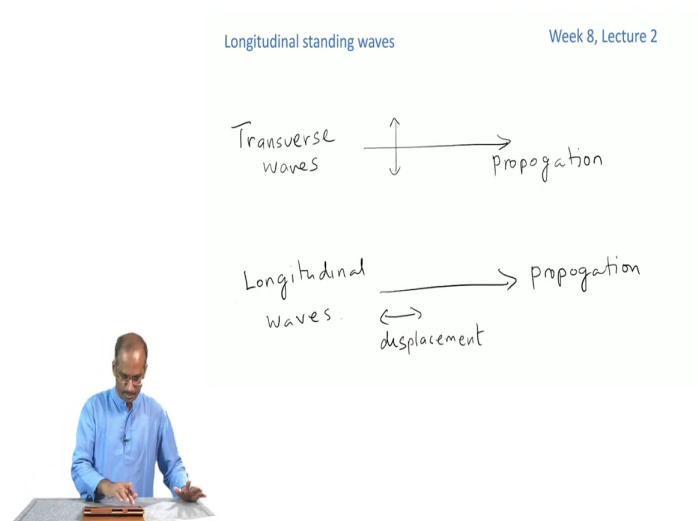 Longitudinal standing waves
Week 8, Lecture 2
Transverse
waves
propogation
Longitudinal
waves.
propogation
displacement